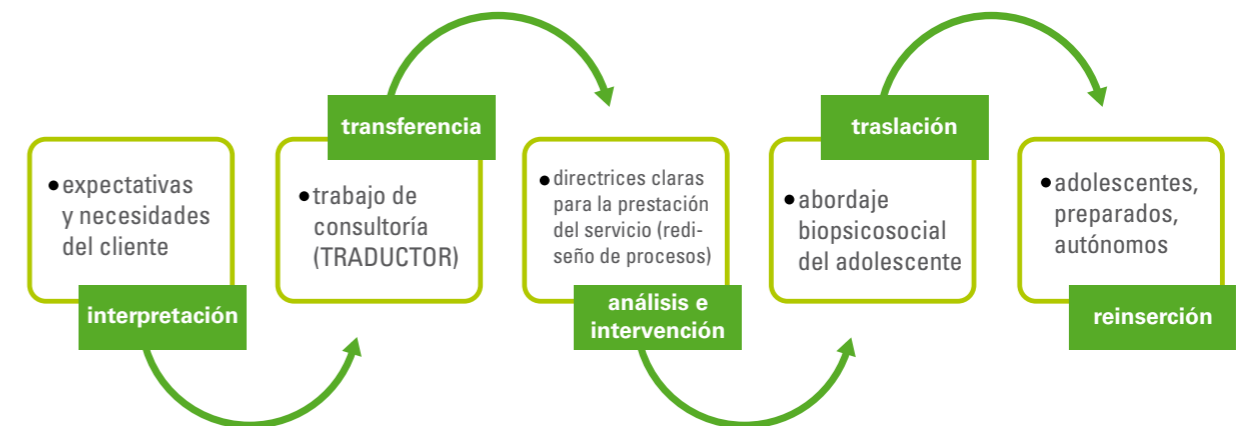 • expectativas
y necesidades
del cliente
interpretación
transferencia
• trabajo de
consultoría
(TRADUCTOR)
• directrices claras
para la prestación
del servicio (redi-
seño de procesos)
análisis e
intervención
traslación
• abordaje
biopsicosocial
del adolescente
• adolescentes,
preparados,
autónomos
reinserción